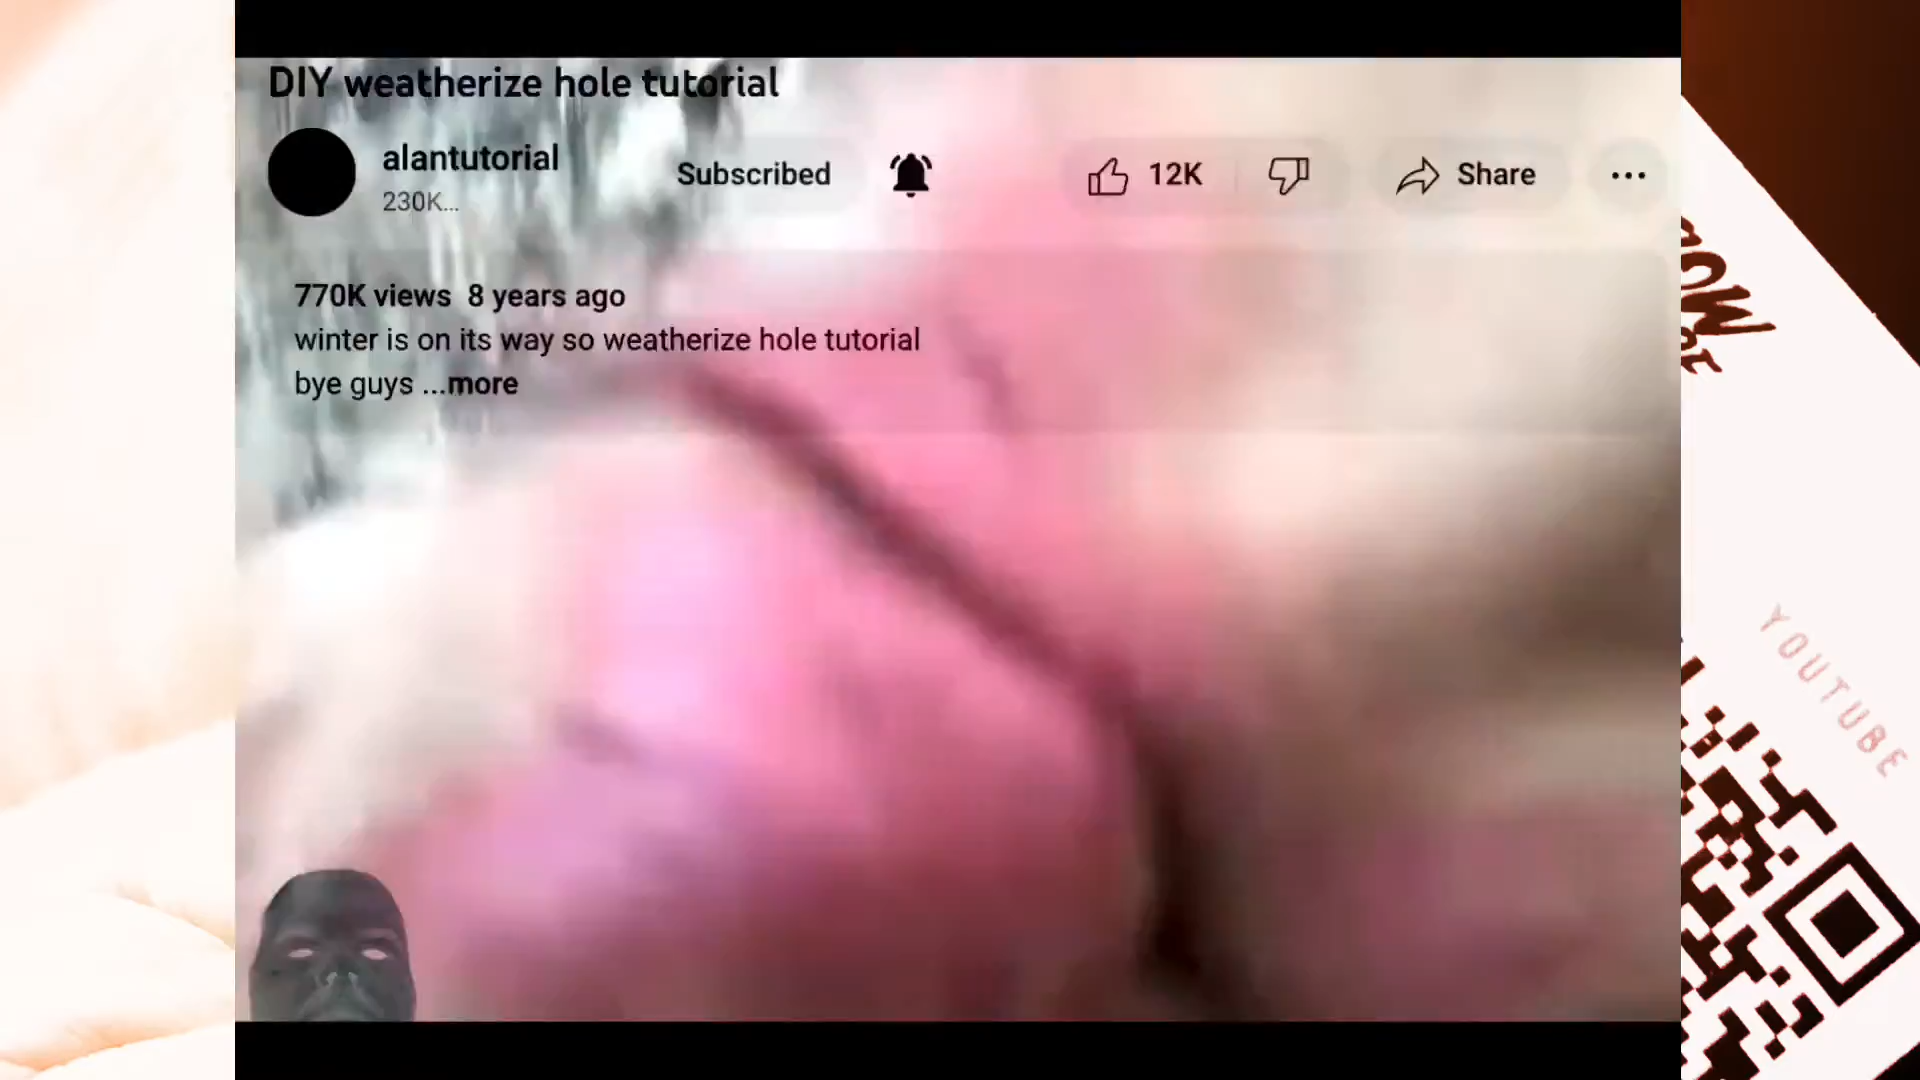 DIY weatherize hole tutorial
alantutorial
230K...
Subscribed
12K
Share
770K views 8 years ago
winter is on its way so weatherize hole tutorial
bye guys ...more
YOUTUBE